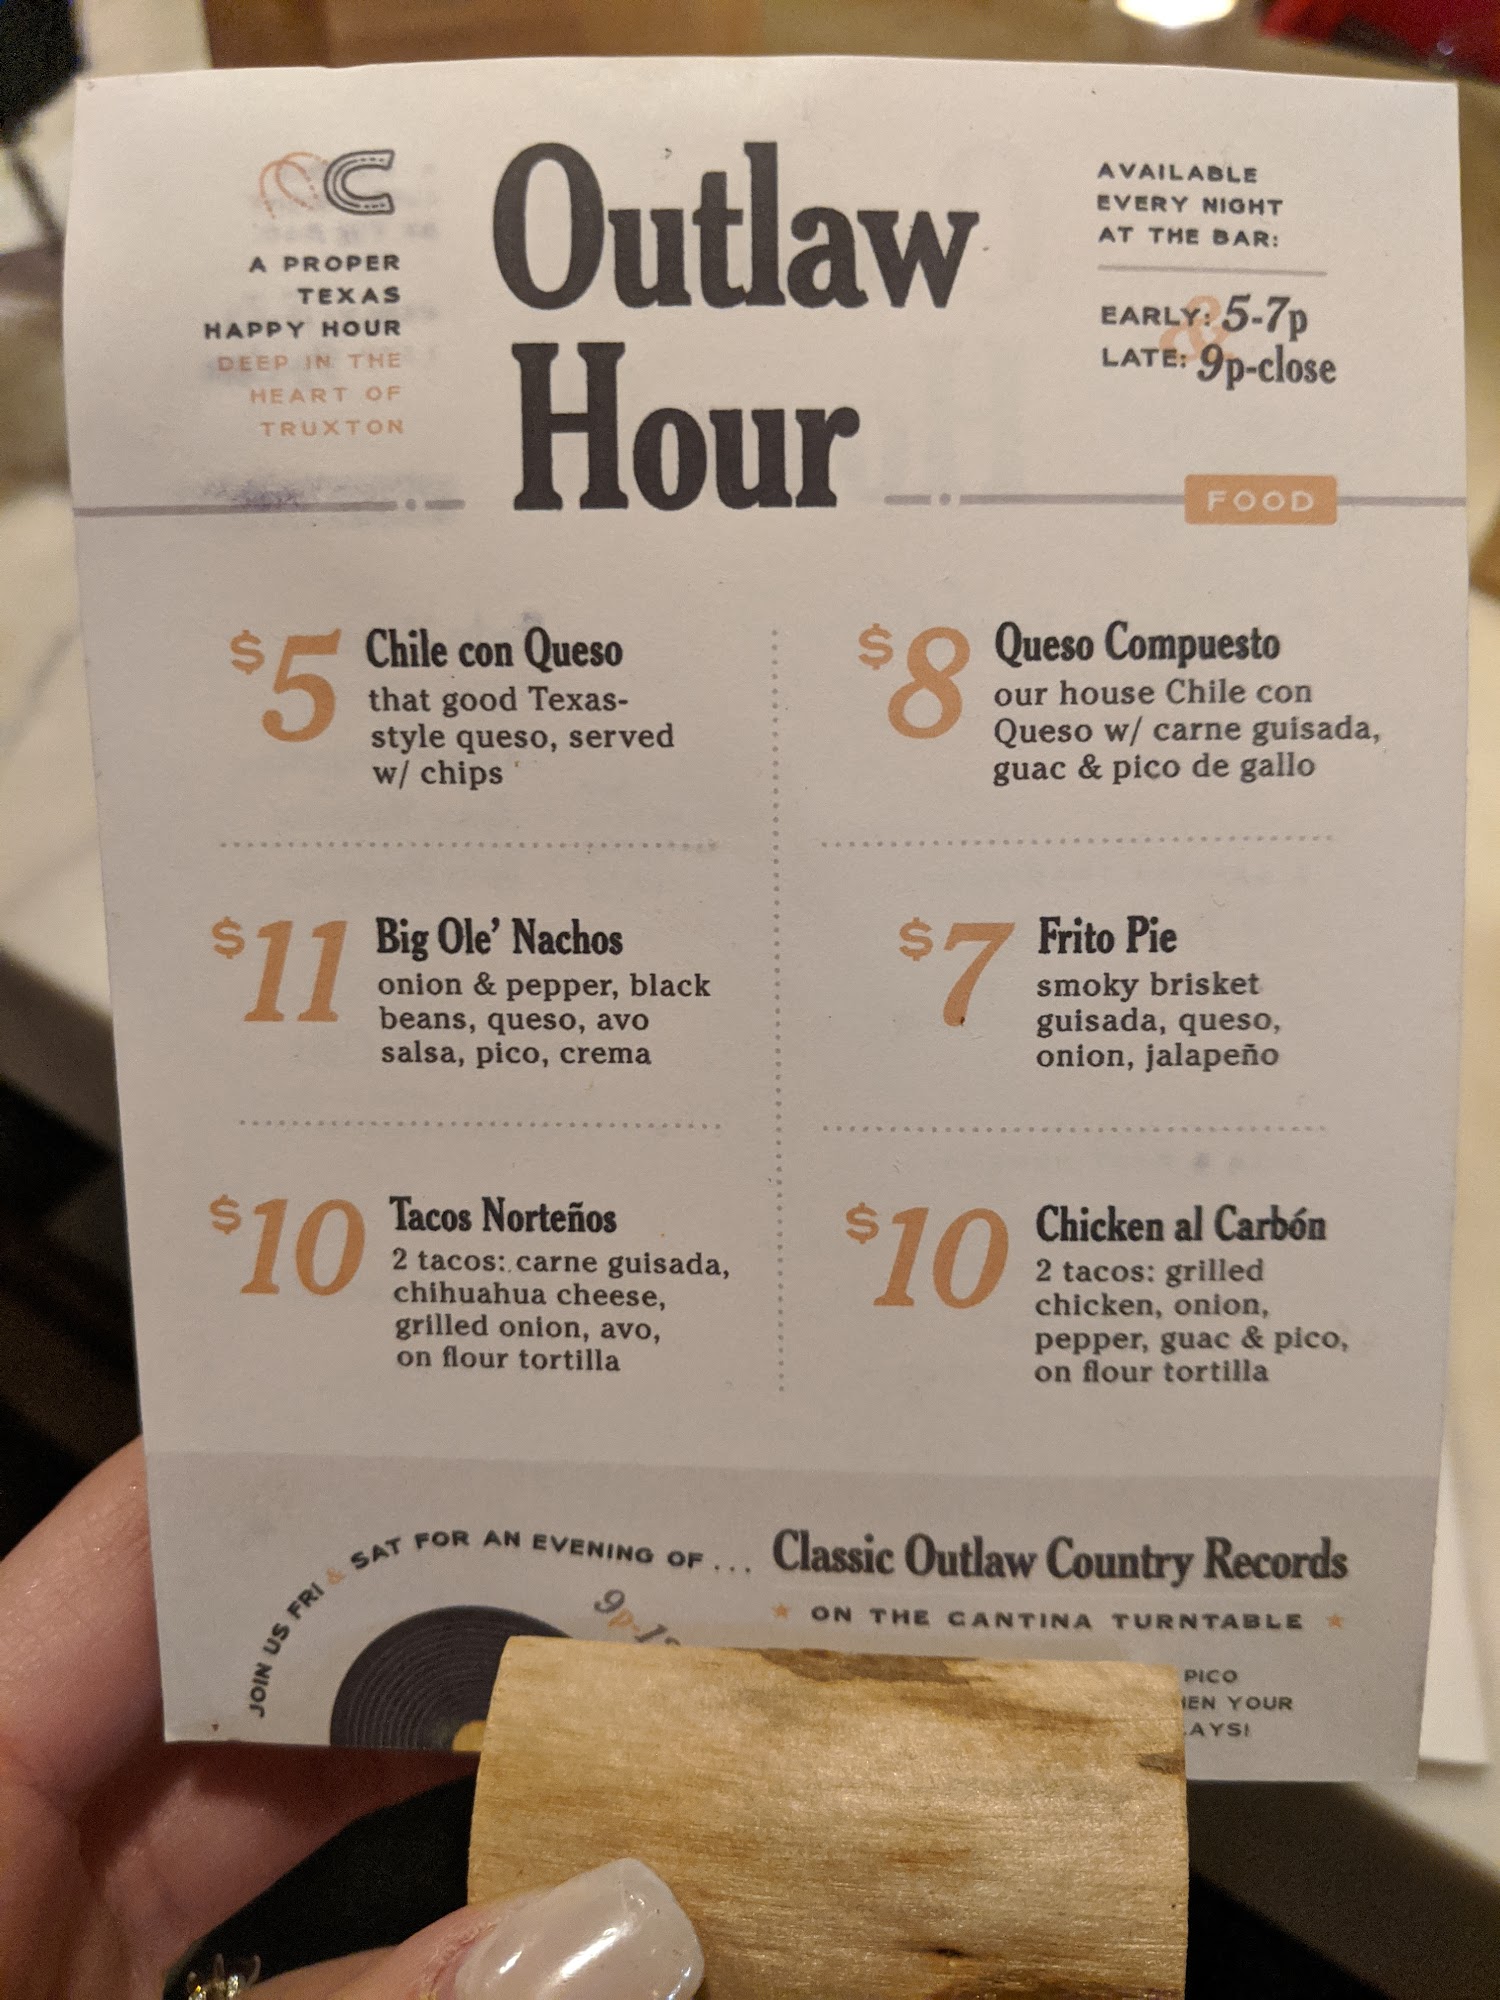 A PROPER
TEXAS
HAPPY HOUR
DEEP IN THE
HEART OF
TRUXTON
Outlaw
Hour
AVAILABLE
EVERY NIGHT
AT THE BAR:
&
EARLY: 5-7p
LATE: 9p-close
FOOD
$5 Chile con Queso
that good Texas-
style queso, served
w/ chips
$8 Queso Compuesto
our house Chile con
Queso w/ carne guisada,
guac & pico de gallo
$11 Big Ole’ Nachos
onion & pepper, black
beans, queso, avo
salsa, pico, crema
$7 Frito Pie
smoky brisket
guisada, queso,
onion, jalapeño
$10 Tacos Norteños
2 tacos: carne guisada,
chihuahua cheese,
grilled onion, avo,
on flour tortilla
$10 Chicken al Carbón
2 tacos: grilled
chicken, onion,
pepper, guac & pico,
on flour tortilla
JOIN US FRI & SAT FOR AN EVENING OF...
Classic Outlaw Country Records
ON THE CANTINA TURNTABLE
PICO
YOUR